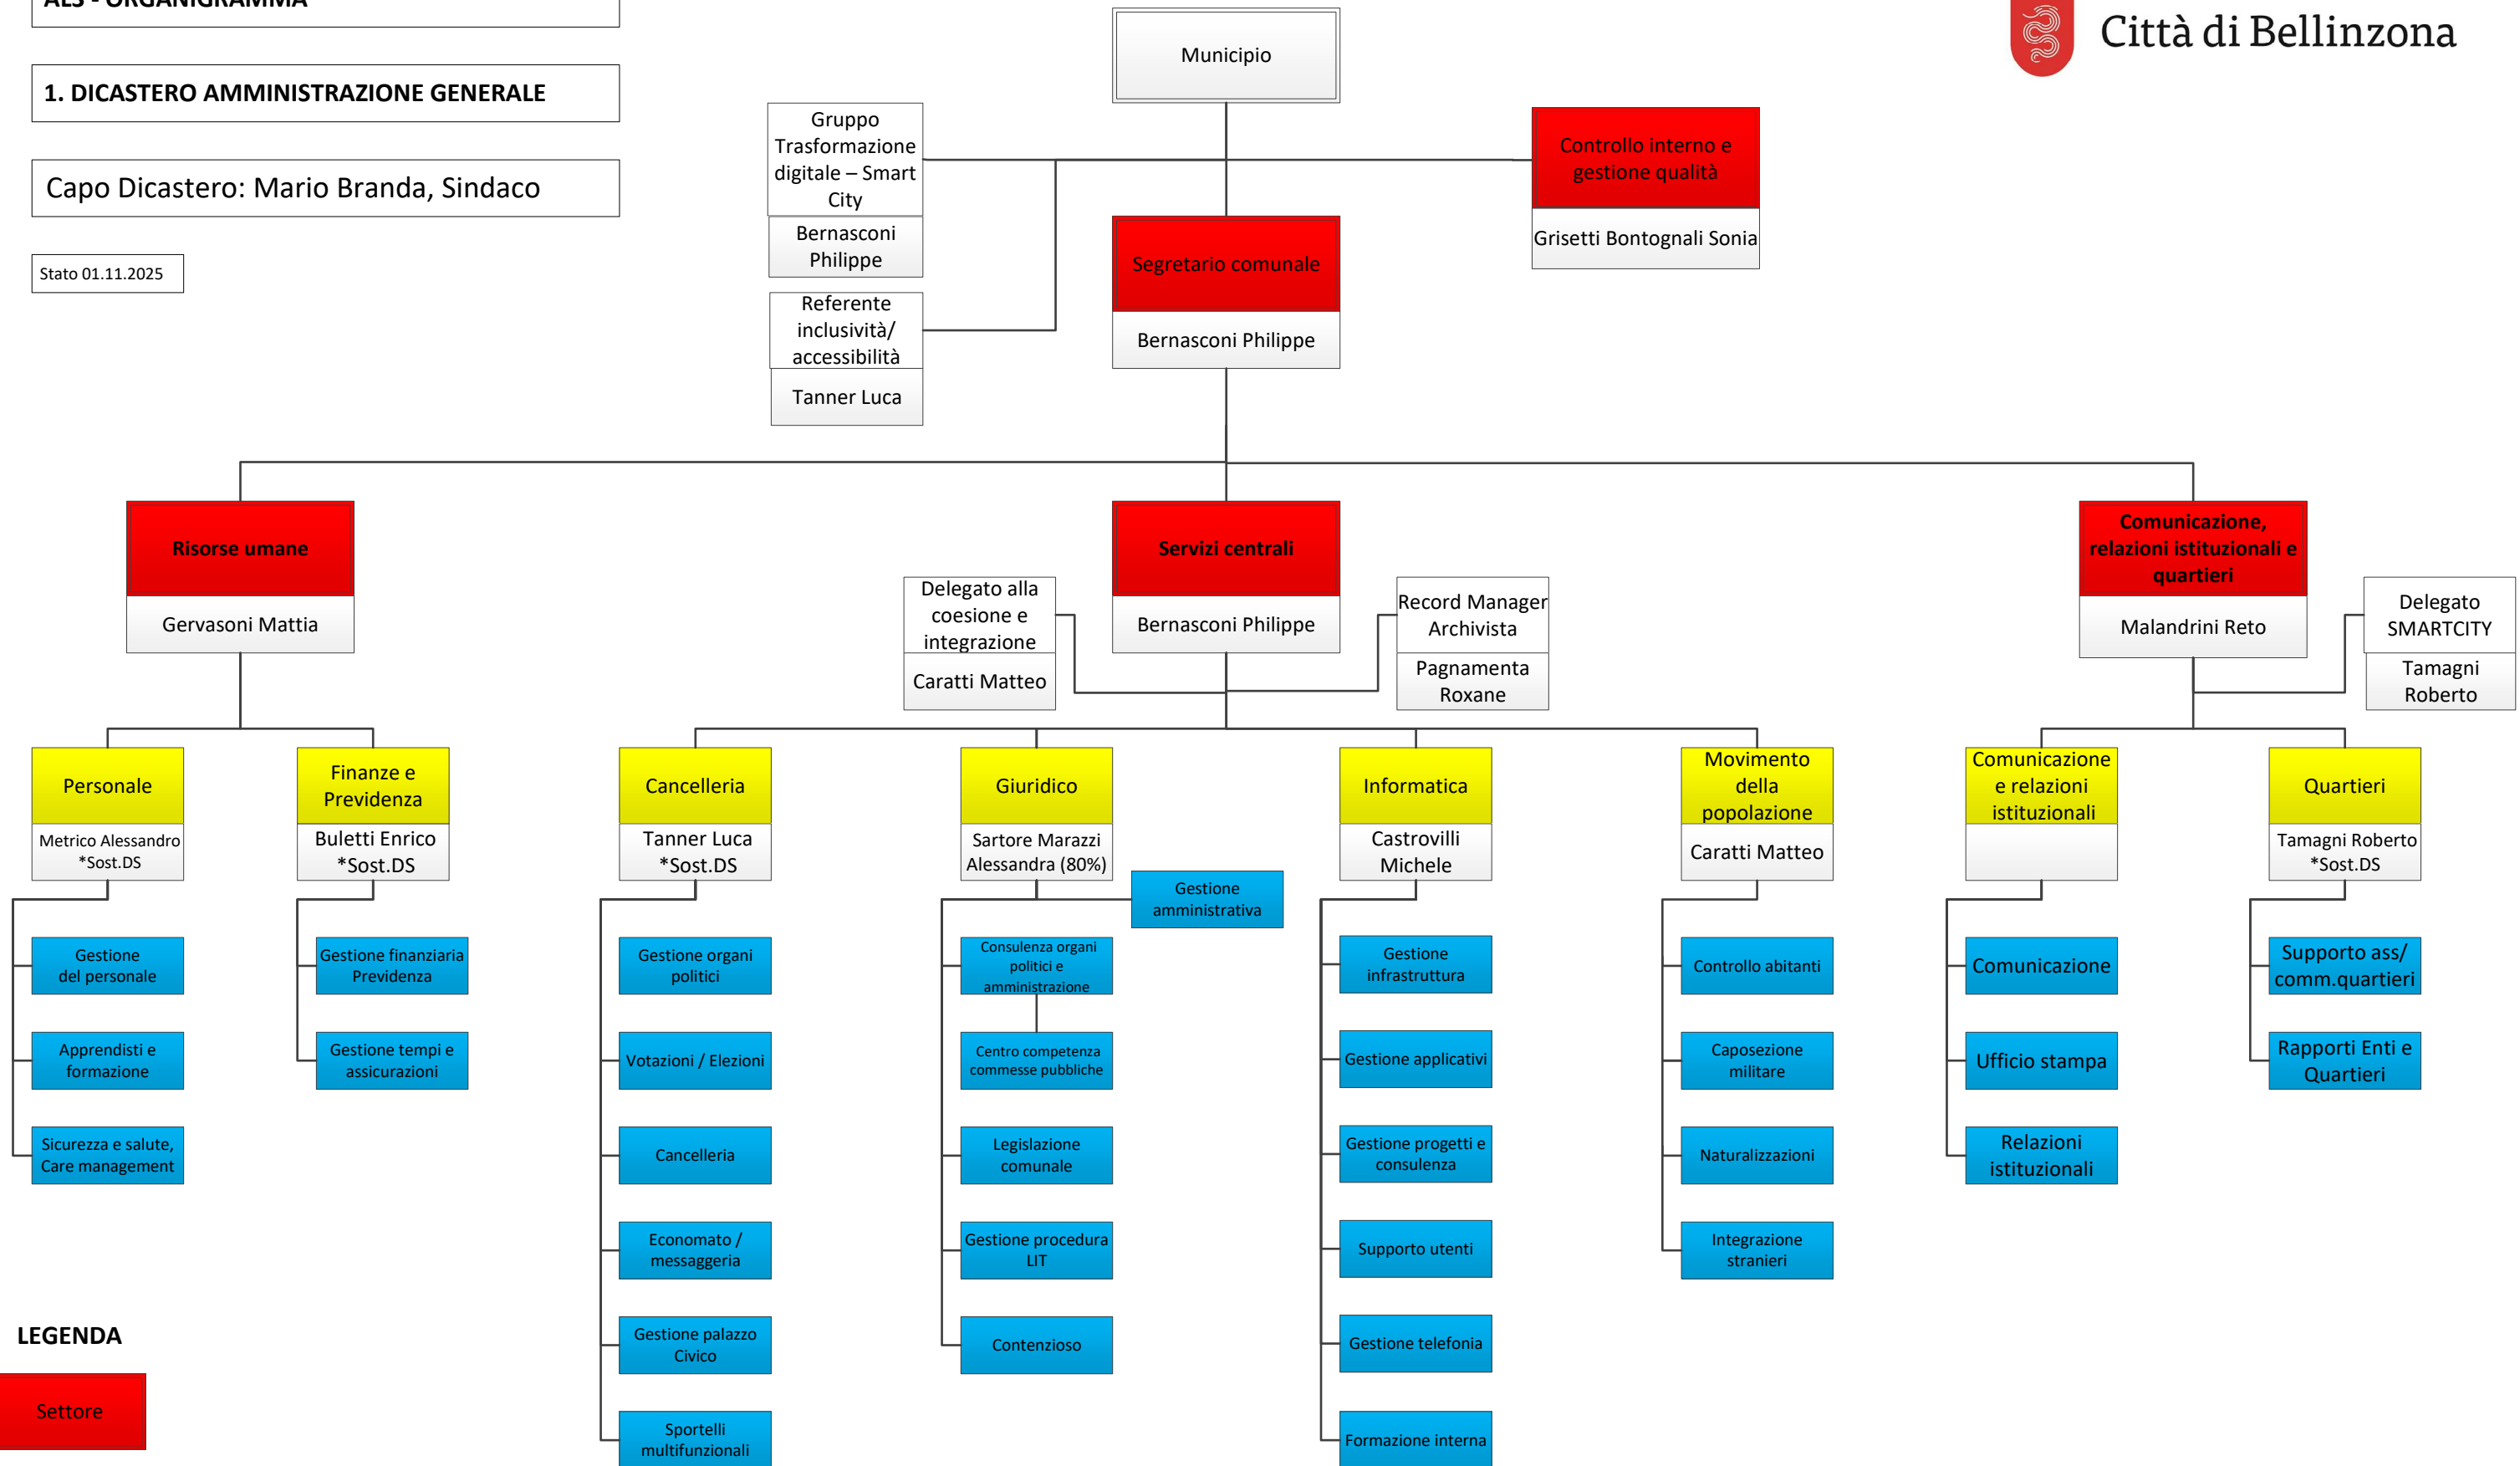 ALS - ORGANIGRAMMA
Città di Bellinzona
1. DICASTERO AMMINISTRAZIONE GENERALE
Capo Dicastero: Mario Branda, Sindaco
Stato 01.11.2025
Municipio
Gruppo
Trasformazione
digitale – Smart
City
Bernasconi
Philippe
Controllo interno e
gestione qualità
Grisetti Bontognali Sonia
Segretario comunale
Bernasconi Philippe
Referente
inclusività/
accessibilità
Tanner Luca
Risorse umane
Gervasoni Mattia
Servizi centrali
Bernasconi Philippe
Comunicazione,
relazioni istituzionali e
quartieri
Malandrini Reto
Delegato alla
coesione e
integrazione
Caratti Matteo
Record Manager
Archivista
Pagnamenta
Roxane
Delegato
SMARTCITY
Tamagni
Roberto
Personale
Metrico Alessandro
*Sost.DS
Gestione
del personale
Apprendisti e
formazione
Sicurezza e salute,
Care management
Finanze e
Previdenza
Buletti Enrico
*Sost.DS
Gestione finanziaria
Previdenza
Gestione tempi e
assicurazioni
Cancelleria
Tanner Luca
*Sost.DS
Gestione organi
politici
Votazioni / Elezioni
Cancelleria
Economato /
messaggeria
Gestione palazzo
Civico
Sportelli
multifunzionali
Giuridico
Sartore Marazzi
Alessandra (80%)
Gestione
amministrativa
Consulenza organi
politici e
amministrazione
Centro competenza
commesse pubbliche
Legislazione
comunale
Gestione procedura
LIT
Contenzioso
Informatica
Castrovilli
Michele
Gestione
infrastruttura
Gestione applicativi
Gestione progetti e
consulenza
Supporto utenti
Gestione telefonia
Formazione interna
Movimento
della
popolazione
Caratti Matteo
Controllo abitanti
Caposezione
militare
Naturalizzazioni
Integrazione
stranieri
Comunicazione
e relazioni
istituzionali
Comunicazione
Ufficio stampa
Relazioni
istituzionali
Quartieri
Tamagni Roberto
*Sost.DS
Supporto ass/
comm.quartieri
Rapporti Enti e
Quartieri
LEGENDA
Settore